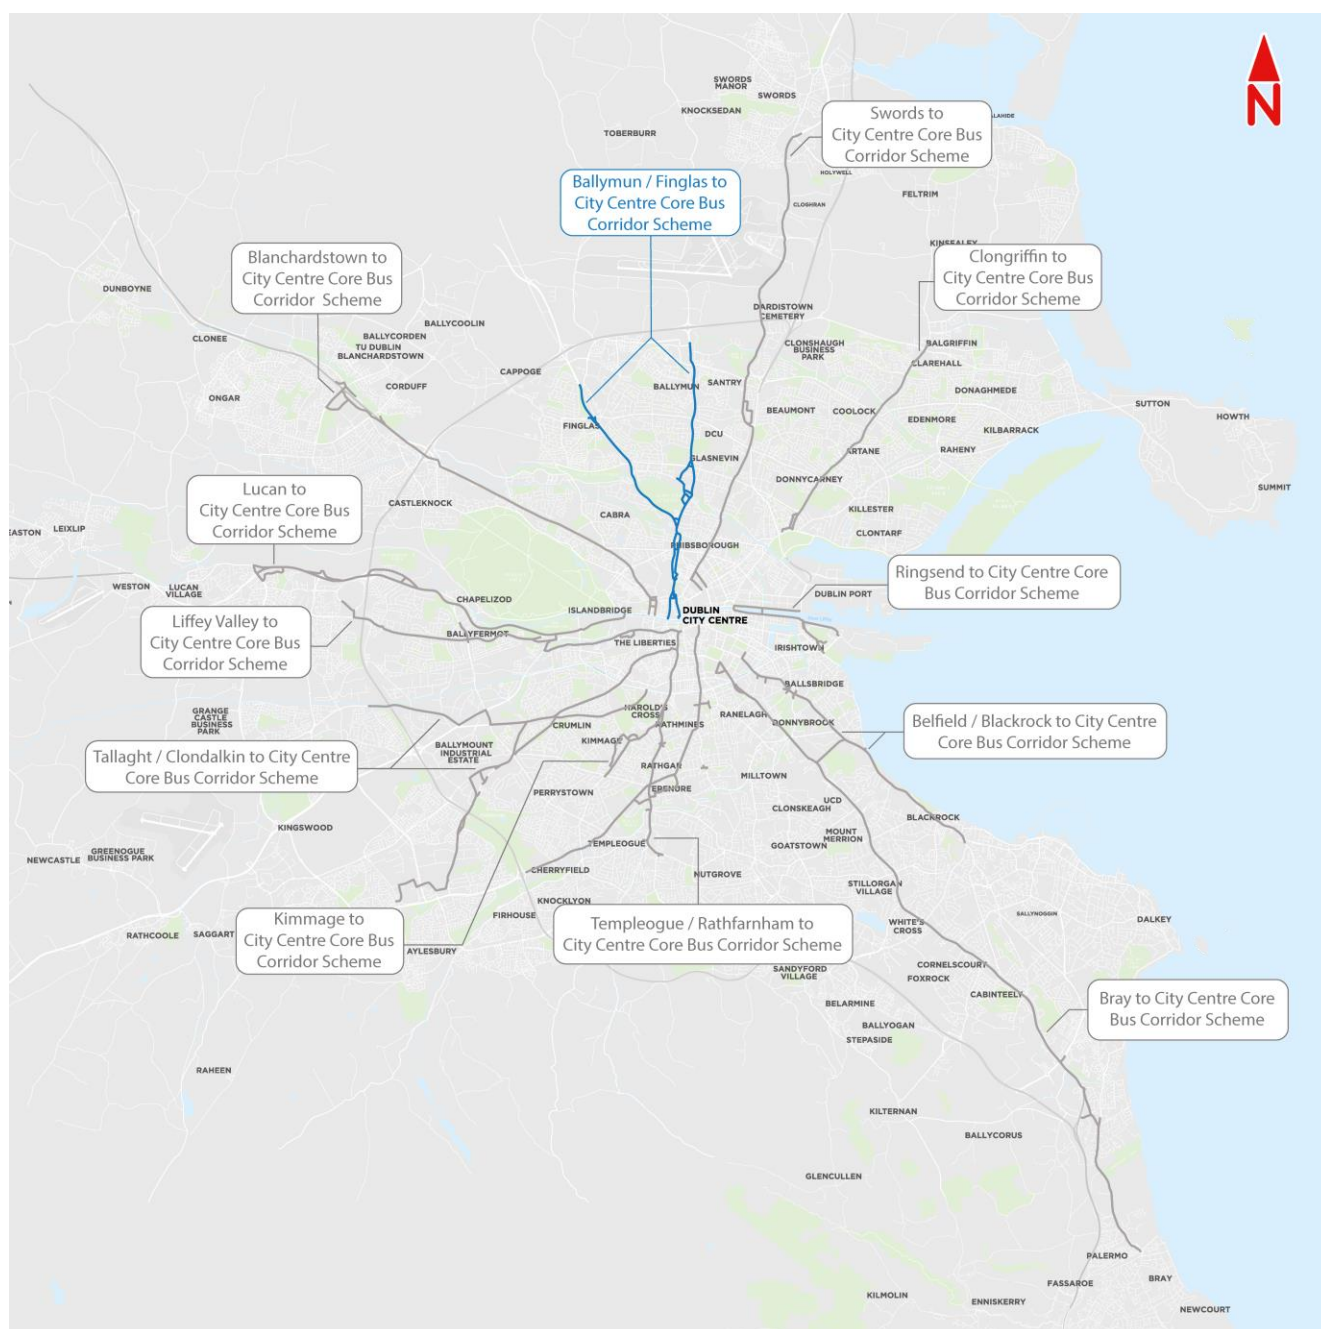 SWORDS
MANOR
SWORDS
KNOCKSEDAN
TOBERBURR
N
Swords to
City Centre Core Bus
Corridor Scheme
ALAHIDE
HOLYWELL
FELTRIM
CLOGHRAN
KINSEALEY
Ballymun / Finglas to
City Centre Core Bus
Corridor Scheme
Blanchardstown to
City Centre Core Bus
Corridor Scheme
Clongriffin to
City Centre Core Bus
Corridor Scheme
DUNBOYNE
CLONEE
BALLYCOOLIN
BALLYCORDEN
TU DUBLIN
BLANCHARDSTOWN
CORDUFF
CAPPOGE
ONGAR
DARDISTOWN
CEMETERY
CLONSHAUGH
BUSINESS
PARK
BALGRIFFIN
CLAREHALL
DONAGHMEDE
BALLYMUN
SANTRY
BEAUMONT
COOLOCK
EDENMORE
KILBARRACK
SUTTON
HOWTH
FINGLAS
DCU
GLASNEVIN
ARTANE
RAHENY
DONNYCARNEY
SUMMIT
Lucan to
City Centre Core Bus
Corridor Scheme
CASTLEKNOCK
CABRA
KILLESTER
CLONTARF
EASTON
LEIXLIP
PHIBSBOROUGH
WESTON
LUCAN
VILLAGE
CHAPELIZOD
ISLANDBRIDGE
DUBLIN
CITY CENTRE
DUBLIN PORT
Ringsend to City Centre Core
Bus Corridor Scheme
Liffey Valley to
City Centre Core Bus
Corridor Scheme
BALLYFERMOT
THE LIBERTIES
IRISHTOWN
BALLSBRIDGE
GRANGE
CASTLE
BUSINESS
PARK
HAROLD'S
CROSS
RATHMINES
RANELAGH
DONNYBROOK
CRUMLIN
KIMMAGE
Belfield / Blackrock to City Centre
Core Bus Corridor Scheme
Tallaght / Clondalkin to City Centre
Core Bus Corridor Scheme
BALLYMOUNT
INDUSTRIAL
ESTATE
RATHGAR
MILLTOWN
PERRYSTOWN
CLONSKEAGH
UCD
BLACKROCK
KINGSWOOD
MOUNT
MERRION
GOATSTOWN
TEMPLEOGUE
NEWCASTLE
GREENOGUE
BUSINESS PARK
CHERRYFIELD
NUTGROVE
STILLORGAN
VILLAGE
KNOCKLYON
FIRHOUSE
SALLYNOGGIN
DALKEY
WHITE'S
CROSS
Kimmage to
City Centre Core Bus
Corridor Scheme
Templeogue / Rathfarnham to
City Centre Core Bus Corridor Scheme
RATHCOOLE
SAGGART
AYLESBURY
SANDYFORD
VILLAGE
CORNELSCOURT
FOXROCK
CABINTEELY
BELARMINE
Bray to City Centre Core
Bus Corridor Scheme
BALLYOGAN
STEPASIDE
RAHEEN
KILTERNAN
BALLYCORUS
GLENCULLEN
PALERMO
FASSAROE
BRAY
KILMOLIN
ENNISKERRY
NEWCOURT